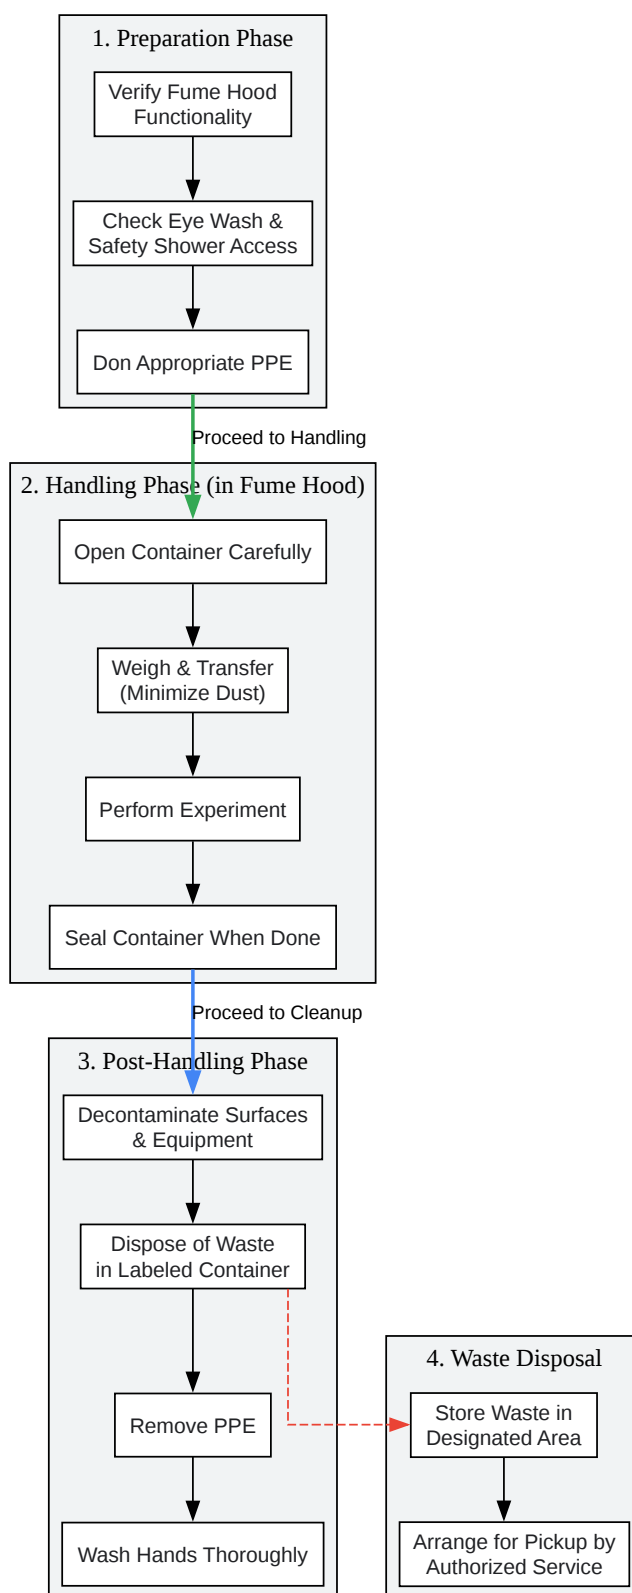 1. Preparation Phase
Verify Fume Hood
Functionality
Check Eye Wash &
Safety Shower Access
Don Appropriate PPE
Proceed to Handling
2. Handling Phase (in Fume Hood)
Open Container Carefully
Weigh & Transfer
(Minimize Dust)
Perform Experiment
Seal Container When Done
Proceed to Cleanup
3. Post-Handling Phase
Decontaminate Surfaces
& Equipment
Dispose of Waste
in Labeled Container
Remove PPE
Wash Hands Thoroughly
4. Waste Disposal
Store Waste in
Designated Area
Arrange for Pickup by
Authorized Service